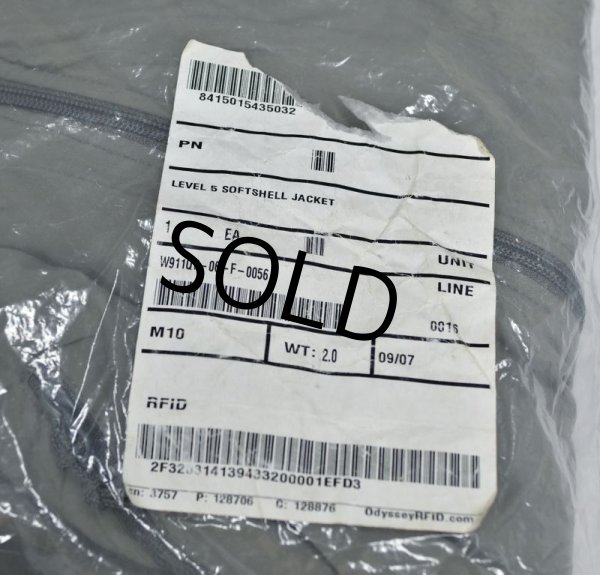 8415015435032
PN
LEVEL 5 SOFTSHELL JACKET
1 EA
UNIT
SOLD
LINE
0016
M10
WT: 2.0
09/07
RFID
OdysseyRFID.com
P: 128706 C: 128876